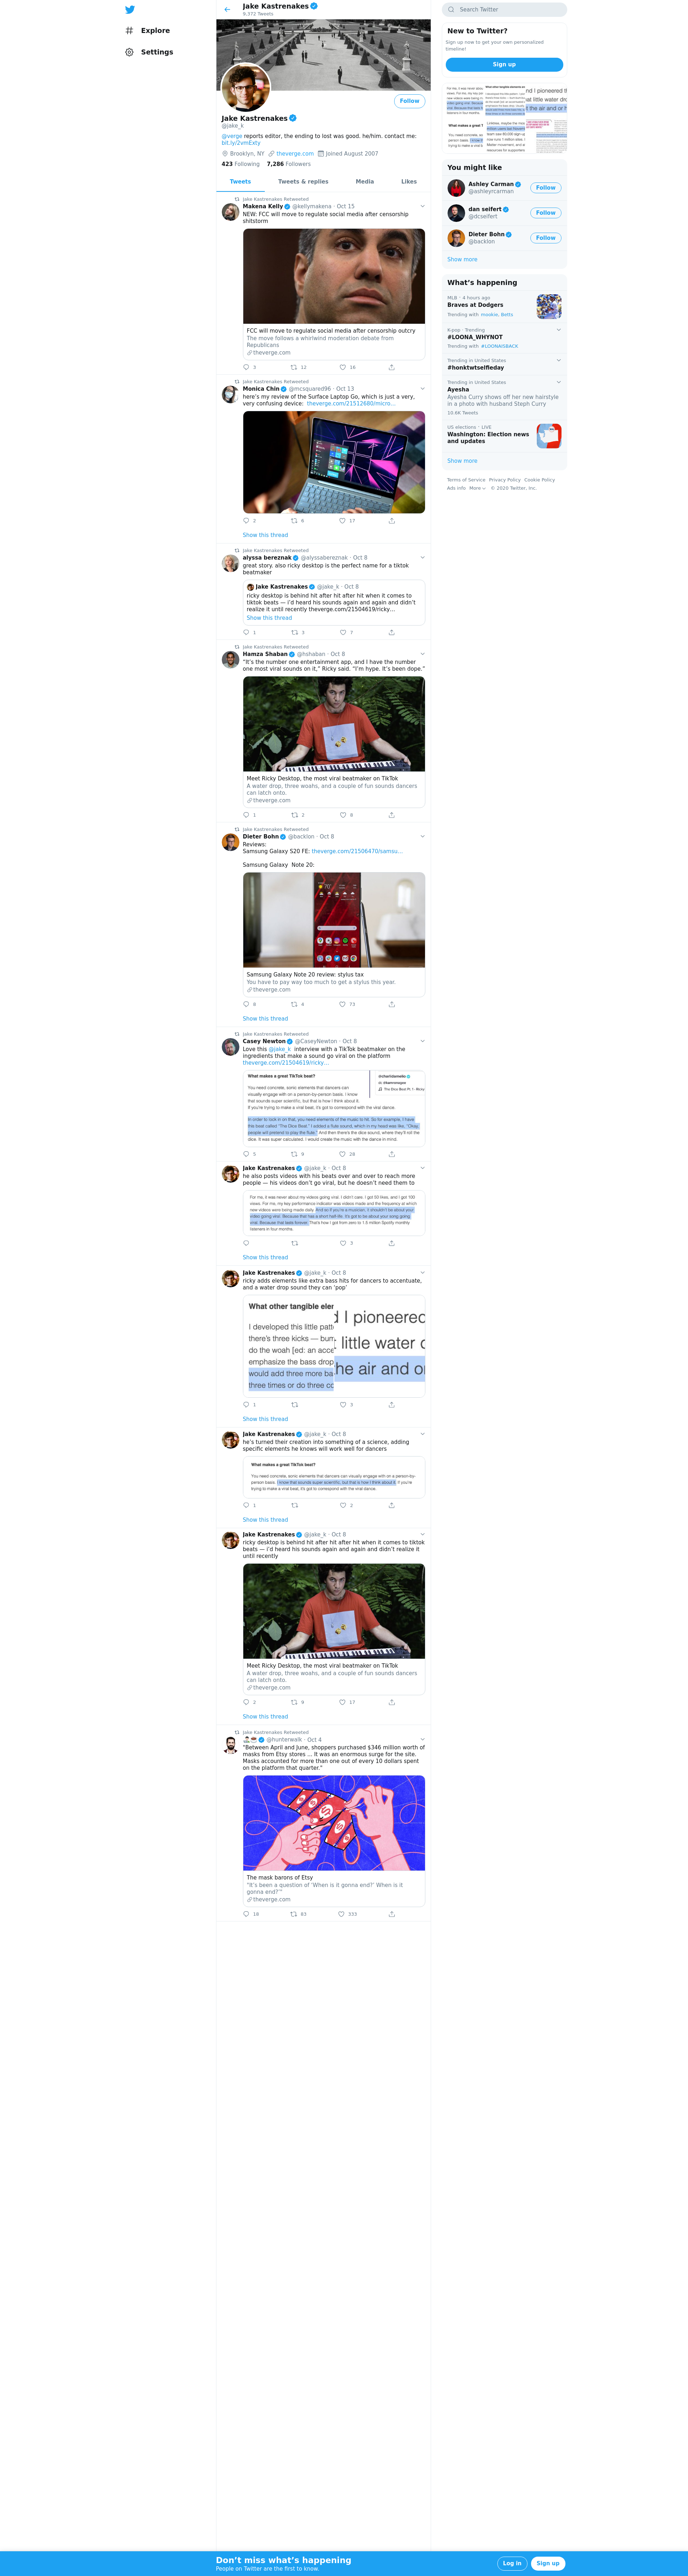 Explore
Settings
Jake Kastrenakes
9,372 Tweets
Follow
Jake Kastrenakes
@jake_k
@verge reports editor, the ending to lost was good. he/him. contact me:
bit.ly/2vmExty
Brooklyn, NY theverge.com Joined August 2007
423 Following 7,286 Followers
Tweets Tweets & replies Media Likes
Jake Kastrenakes Retweeted
Makena Kelly @kellymakena · Oct 15
NEW: FCC will move to regulate social media after censorship
shitstorm
FCC will move to regulate social media after censorship outcry
The move follows a whirlwind moderation debate from
Republicans
theverge.com
3 12 16
Jake Kastrenakes Retweeted
Monica Chin @mcsquared96 · Oct 13
here's my review of the Surface Laptop Go, which is just a very,
very confusing device: theverge.com/21512680/micro…
2 6 17
Show this thread
Jake Kastrenakes Retweeted
alyssa bereznak @alyssabereznak · Oct 8
great story. also ricky desktop is the perfect name for a tiktok
beatmaker
Jake Kastrenakes @jake_k · Oct 8
ricky desktop is behind hit after hit after hit when it comes to
tiktok beats — i'd heard his sounds again and again and didn't
realize it until recently theverge.com/21504619/ricky…
Show this thread
1 3 7
Jake Kastrenakes Retweeted
Hamza Shaban @hshaban · Oct 8
"It's the number one entertainment app, and I have the number
one most viral sounds on it," Ricky said. "I'm hype. It's been dope."
Meet Ricky Desktop, the most viral beatmaker on TikTok
A water drop, three woahs, and a couple of fun sounds dancers
can latch onto.
theverge.com
1 2 8
Jake Kastrenakes Retweeted
Dieter Bohn @backlon · Oct 8
Reviews:
Samsung Galaxy S20 FE: theverge.com/21506470/samsu…
Samsung Galaxy Note 20:
Samsung Galaxy Note 20 review: stylus tax
You have to pay way too much to get a stylus this year.
theverge.com
8 4 73
Show this thread
Jake Kastrenakes Retweeted
Casey Newton @CaseyNewton · Oct 8
Love this @jake_k interview with a TikTok beatmaker on the
ingredients that make a sound go viral on the platform
theverge.com/21504619/ricky…
What makes a great TikTok beat?
You need concrete, sonic elements that dancers can
visually engage with on a person-by-person basis. I know
that sounds super scientific, but that is how I think about it.
If you're trying to make a viral beat, it's got to correspond with the viral dance.
In order to lock in on that, you need elements of the music to hit. So for example, I have
this beat called "The Dice Beat." I added a flute sound, which in my head was like, "Okay,
people will pretend to play the flute." And then there's the dice sound, where they'll roll the
dice. It was super calculated. I would create the music with the dance in mind.
5 9 28
Jake Kastrenakes @jake_k · Oct 8
he also posts videos with his beats over and over to reach more
people — his videos don't go viral, but he doesn't need them to
For me, it was never about my videos going viral. I didn't care. I got 50 likes, and I got 100
views. For me, my key performance indicator was videos made and the frequency at which
new videos were being made daily. And so if you're a musician, it shouldn't be about your
video going viral. Because that has a short half-life. It's got to be about your song going
viral. Because that lasts forever. That's how I got from zero to 1.5 million Spotify monthly
listeners in four months.
3
Show this thread
Jake Kastrenakes @jake_k · Oct 8
ricky adds elements like extra bass hits for dancers to accentuate,
and a water drop sound they can 'pop'
What other tangible eler
I developed this little patt
there's three kicks — bum
do the woah [ed: an acce
emphasize the bass drop
would add three more ba
three times or do three co
d I pioneered
t little water d
the air and or
1 3
Show this thread
Jake Kastrenakes @jake_k · Oct 8
he's turned their creation into something of a science, adding
specific elements he knows will work well for dancers
What makes a great TikTok beat?
You need concrete, sonic elements that dancers can visually engage with on a person-by-
person basis. I know that sounds super scientific, but that is how I think about it. If you're
trying to make a viral beat, it's got to correspond with the viral dance.
1 2
Show this thread
Jake Kastrenakes @jake_k · Oct 8
ricky desktop is behind hit after hit after hit when it comes to tiktok
beats — i'd heard his sounds again and again and didn't realize it
until recently
Meet Ricky Desktop, the most viral beatmaker on TikTok
A water drop, three woahs, and a couple of fun sounds dancers
can latch onto.
theverge.com
2 9 17
Show this thread
Jake Kastrenakes Retweeted
@hunterwalk · Oct 4
"Between April and June, shoppers purchased $346 million worth of
masks from Etsy stores ... It was an enormous surge for the site.
Masks accounted for more than one out of every 10 dollars spent
on the platform that quarter."
The mask barons of Etsy
"It's been a question of 'When is it gonna end?' When is it
gonna end?'"
theverge.com
16 83 333
Search Twitter
New to Twitter?
Sign up now to get your own personalized
timeline!
Sign up
You might like
Ashley Carman
@ashleyrcarman
Follow
dan seifert
@dcseifert
Follow
Dieter Bohn
@backlon
Follow
Show more
What's happening
MLB · 4 hours ago
Braves at Dodgers
Trending with mookie, Betts
K-pop · Trending
#LOONA_WHYNOT
Trending with #LOONAISBACK
Trending in United States
#honktwtselfieday
Trending in United States
Ayesha
Ayesha Curry shows off her new hairstyle
in a photo with husband Steph Curry
10.6K Tweets
US elections · LIVE
Washington: Election news
and updates
Show more
Terms of Service Privacy Policy Cookie Policy
Ads info More © 2020 Twitter, Inc.
Don't miss what's happening
People on Twitter are the first to know.
Log in
Sign up